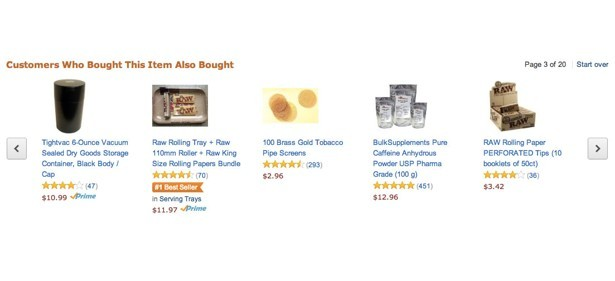 Customers Who Bought This Item Also Bought
Page 3 of 20 | Start over
Tightvac 6-Ounce Vacuum
Sealed Dry Goods Storage
Container, Black Body /
Cap
(47)
$10.99 Prime
RAW
Raw Rolling Tray + Raw
110mm Roller + Raw King
Size Rolling Papers Bundle
(70)
#1 Best Seller
in Serving Trays
$11.97 Prime
100 Brass Gold Tobacco
Pipe Screens
(293)
$2.96
BulkSupplements Pure
Caffeine Anhydrous
Powder USP Pharma
Grade (100 g)
(451)
$12.96
RAW
RAW Rolling Paper
PERFORATED Tips (10
booklets of 50ct)
(36)
$3.42